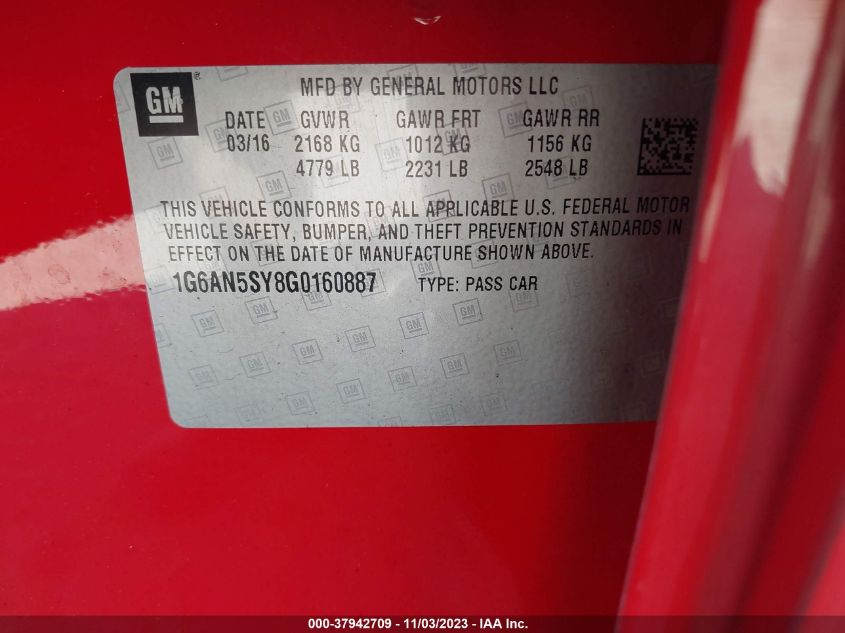 GM ®
MFD BY GENERAL MOTORS LLC
DATE GVWR GAWR FRT GAWR RR
03/16 2168 KG 1012 KG 1156 KG
4779 LB 2231 LB 2548 LB
THIS VEHICLE CONFORMS TO ALL APPLICABLE U.S. FEDERAL MOTOR
VEHICLE SAFETY, BUMPER, AND THEFT PREVENTION STANDARDS IN
EFFECT ON THE DATE OF MANUFACTURE SHOWN ABOVE.
1G6AN5SY8G0160887 TYPE: PASS CAR
000-37942709 - 11/03/2023 - IAA Inc.